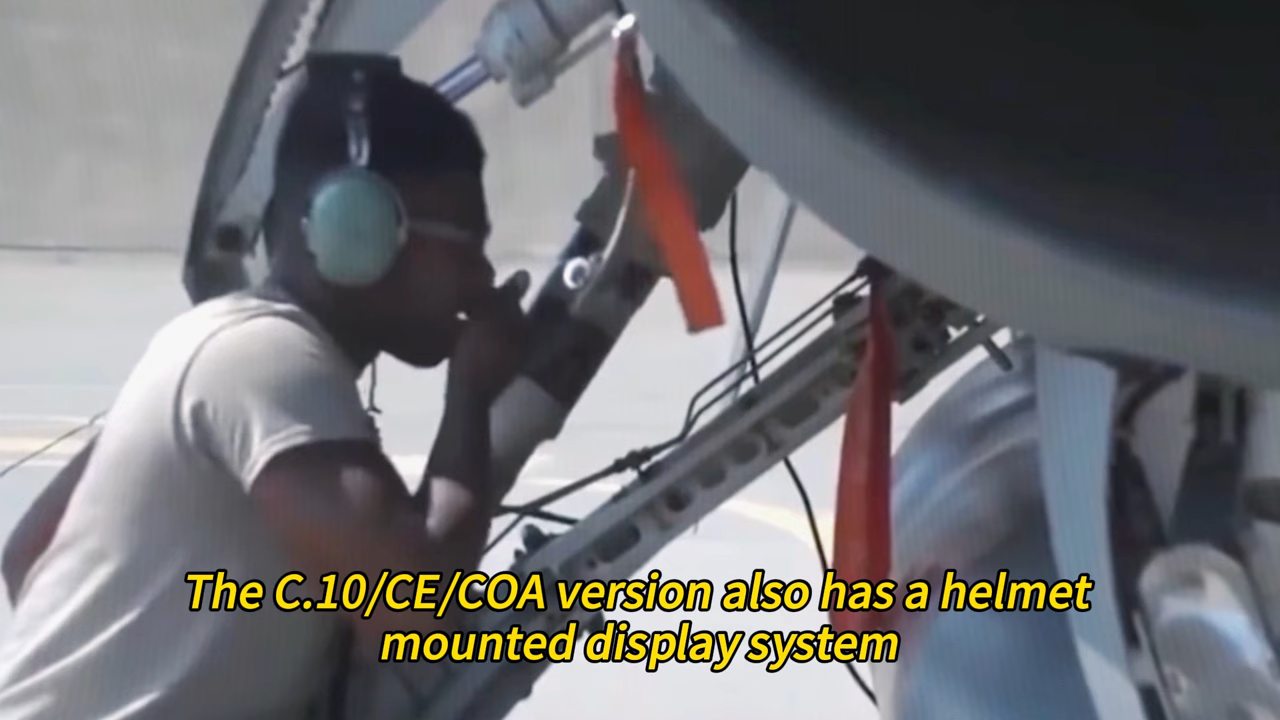 The C.10/CE/COA version also has a helmet
mounted display system